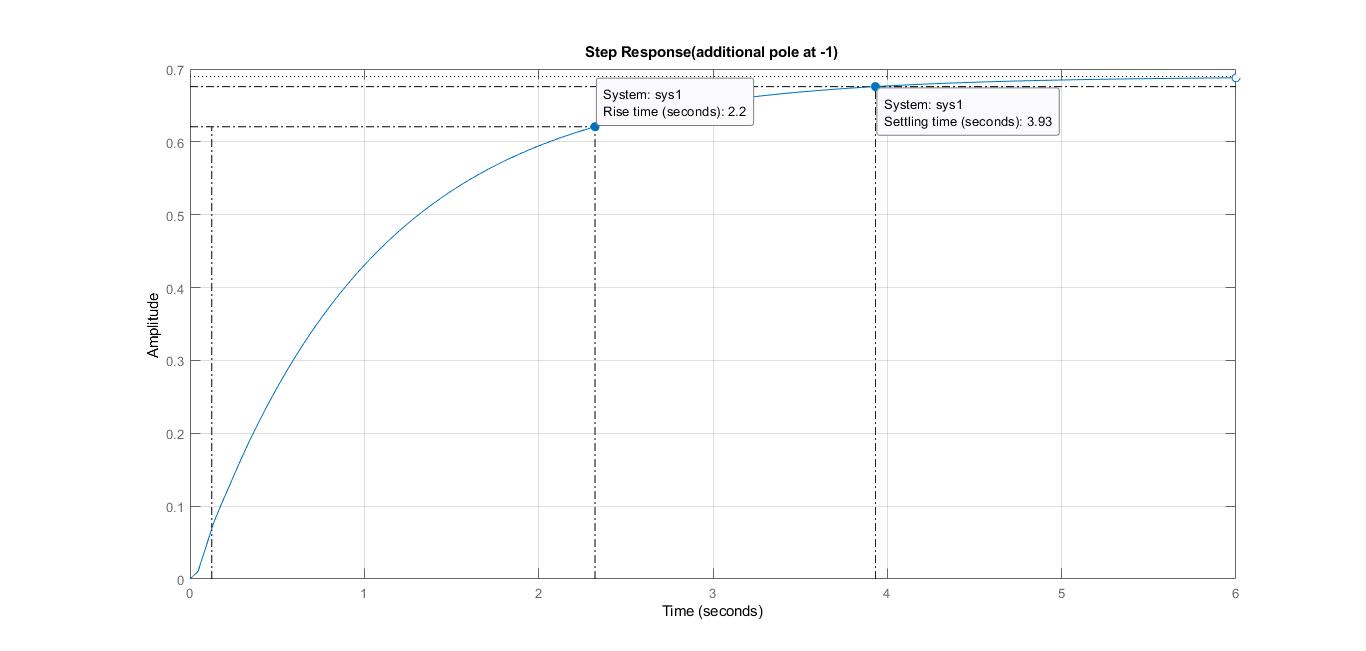 Step Response(additional pole at -1)
0.7
System: sys1
Rise time (seconds): 2.2
System: sys1
Settling time (seconds): 3.93
0.6
0.5
0.4
Amplitude
0.3
0.2
0.1
0
0 1 2 3 4 5 6
Time (seconds)